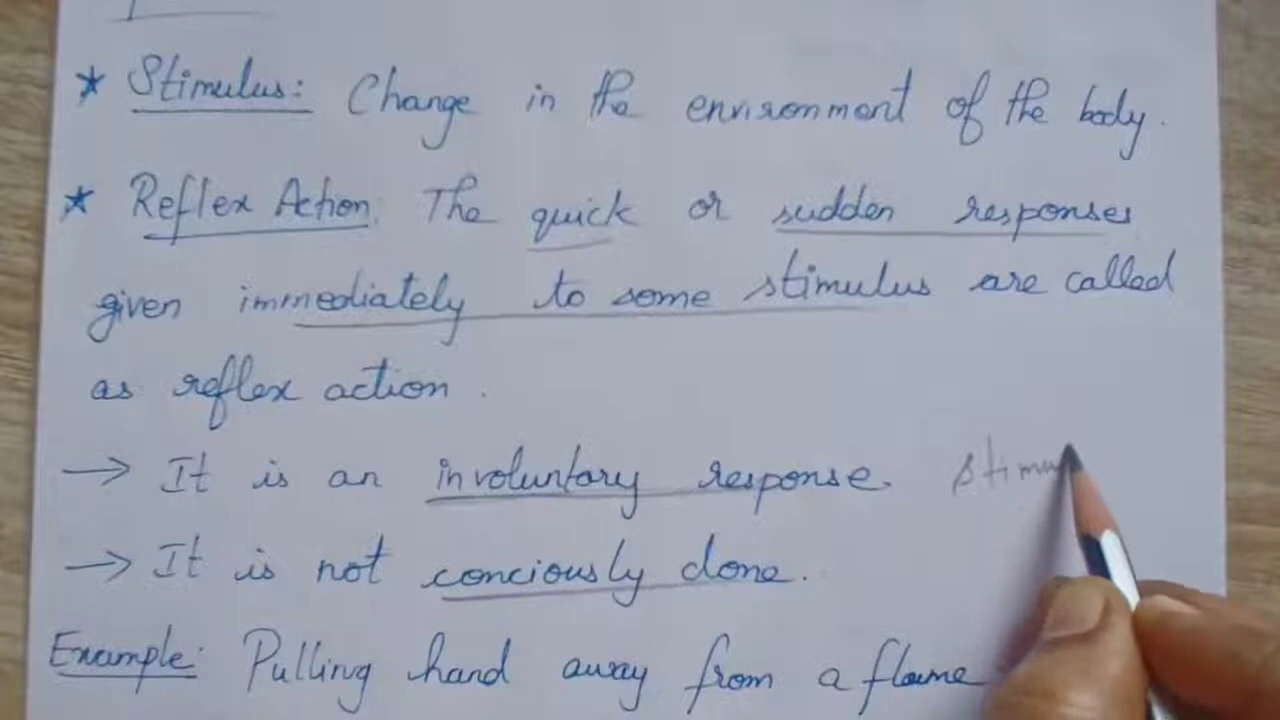 * Stimulus: Change in the environment of the body.
* Reflex Action: The quick or sudden responses
given immediately to some stimulus are called
as reflex action.
→ It is an involuntary response. stimu
→ It is not conciously done.
Example: Pulling hand away from a flame